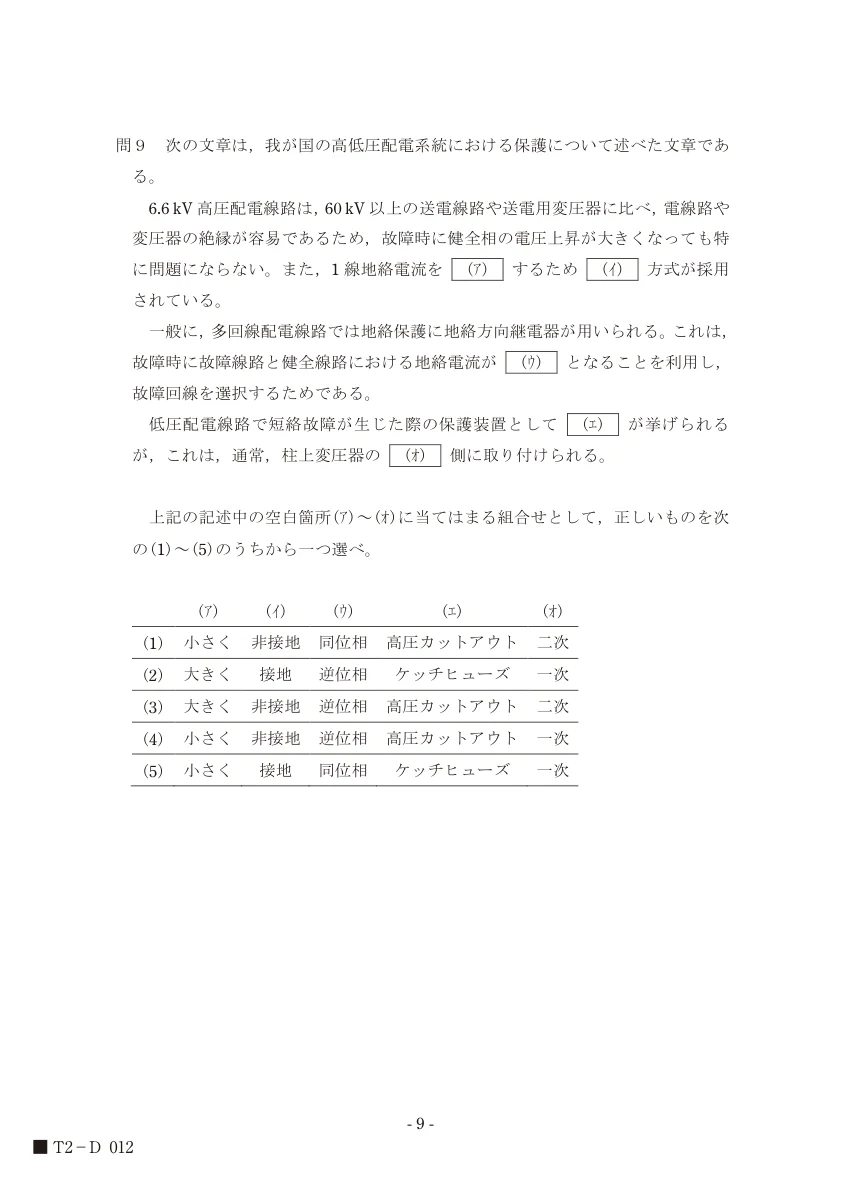 問９　次の文章は，我が国の高低圧配電系統における保護について述べた文章であ
る。
6.6 kV 高圧配電線路は，60 kV 以上の送電線路や送電用変圧器に比べ，電線路や
変圧器の絶縁が容易であるため，故障時に健全相の電圧上昇が大きくなっても特
に問題にならない。また，1 線地絡電流を (ｱ) するため (ｲ) 方式が採用
されている。
一般に，多回線配電線路では地絡保護に地絡方向継電器が用いられる。これは，
故障時に故障線路と健全線路における地絡電流が (ｳ) となることを利用し，
故障回線を選択するためである。
低圧配電線路で短絡故障が生じた際の保護装置として (ｴ) が挙げられる
が，これは，通常，柱上変圧器の (ｵ) 側に取り付けられる。
上記の記述中の空白箇所(ｱ)～(ｵ)に当てはまる組合せとして，正しいものを次
の(1)～(5)のうちから一つ選べ。
(ｱ) (ｲ) (ｳ) (ｴ) (ｵ)
(1) 小さく 非接地 同位相 高圧カットアウト 二次
(2) 大きく 接地 逆位相 ケッチヒューズ 一次
(3) 大きく 非接地 逆位相 高圧カットアウト 二次
(4) 小さく 非接地 逆位相 高圧カットアウト 一次
(5) 小さく 接地 同位相 ケッチヒューズ 一次
- 9 -
■ T2－D 012